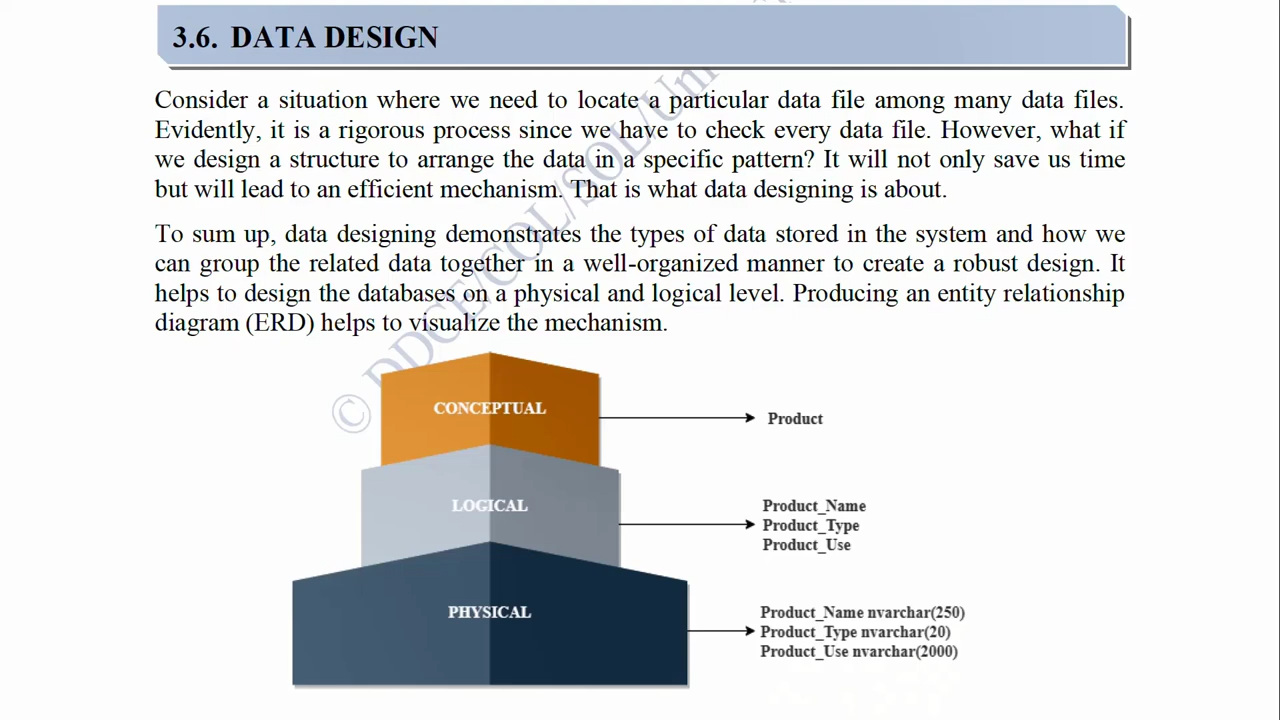 3.6. DATA DESIGN
Consider a situation where we need to locate a particular data file among many data files.
Evidently, it is a rigorous process since we have to check every data file. However, what if
we design a structure to arrange the data in a specific pattern? It will not only save us time
but will lead to an efficient mechanism. That is what data designing is about.
To sum up, data designing demonstrates the types of data stored in the system and how we
can group the related data together in a well-organized manner to create a robust design. It
helps to design the databases on a physical and logical level. Producing an entity relationship
diagram (ERD) helps to visualize the mechanism.
© DDCE/COL/SOL/Uni
CONCEPTUAL
Product
LOGICAL
Product_Name
Product_Type
Product_Use
PHYSICAL
Product_Name nvarchar(250)
Product_Type nvarchar(20)
Product_Use nvarchar(2000)